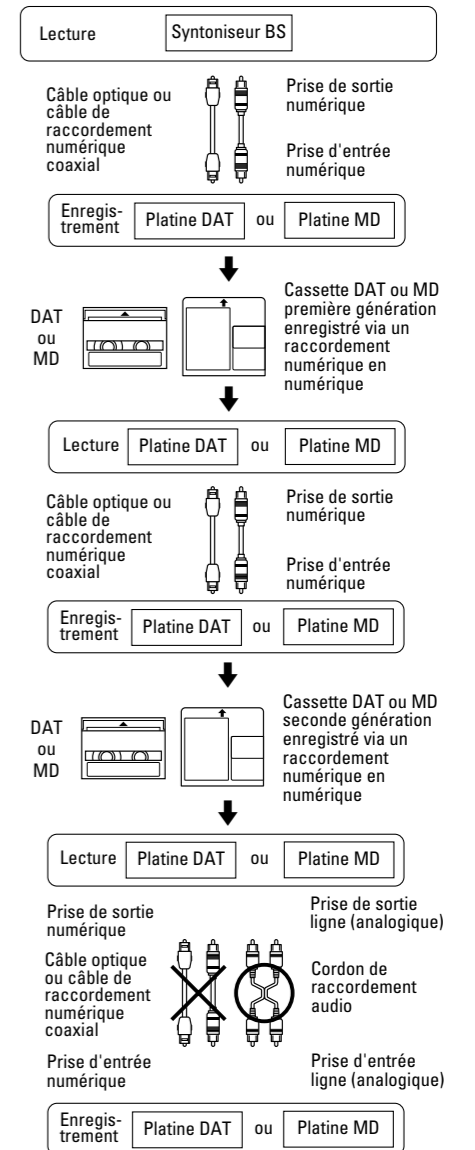 Lecture
Syntoniseur BS
Câble optique ou
câble de
raccordement
numérique
coaxial
Prise de sortie
numérique
Prise d'entrée
numérique
Enregis-
trement
Platine DAT
ou
Platine MD
DAT
ou
MD
Cassette DAT ou MD
première génération
enregistré via un
raccordement
numérique en
numérique
Lecture
Platine DAT
ou
Platine MD
Câble optique ou
câble de
raccordement
numérique
coaxial
Prise de sortie
numérique
Prise d'entrée
numérique
Enregis-
trement
Platine DAT
ou
Platine MD
DAT
ou
MD
Cassette DAT ou MD
seconde génération
enregistré via un
raccordement
numérique en
numérique
Lecture
Platine DAT
ou
Platine MD
Prise de sortie
numérique
Câble optique
ou câble de
raccordement
numérique
coaxial
Prise d'entrée
numérique
Prise de sortie
ligne (analogique)
Cordon de
raccordement
audio
Prise d'entrée
ligne (analogique)
Enregis-
trement
Platine DAT
ou
Platine MD